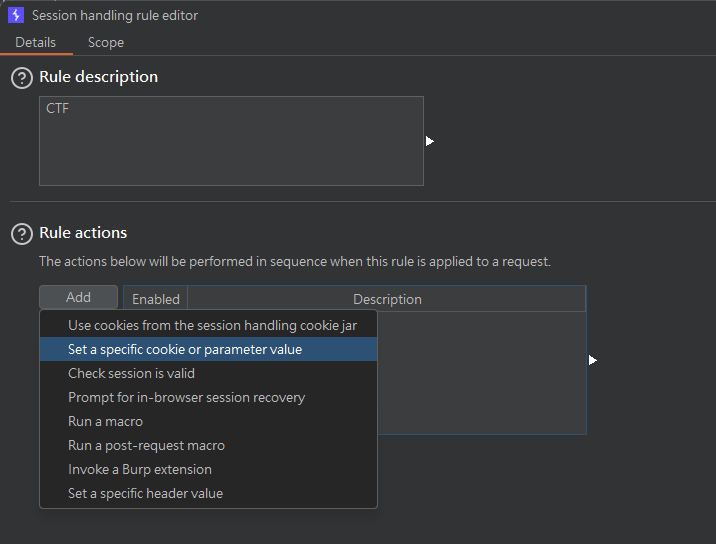 Session handling rule editor
Details Scope
Rule description
CTF
Rule actions
The actions below will be performed in sequence when this rule is applied to a request.
Add Enabled Description
Use cookies from the session handling cookie jar
Set a specific cookie or parameter value
Check session is valid
Prompt for in-browser session recovery
Run a macro
Run a post-request macro
Invoke a Burp extension
Set a specific header value